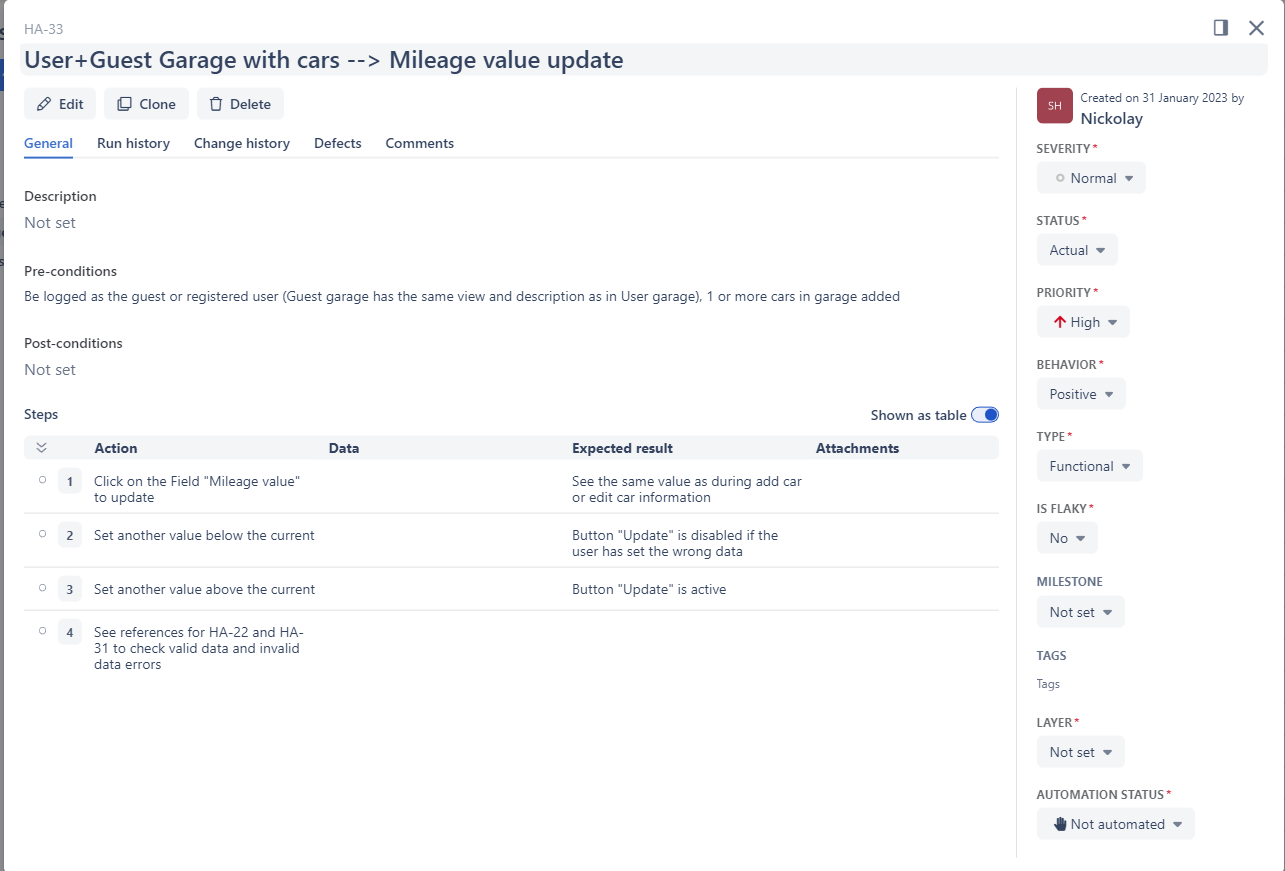 HA-33
User+Guest Garage with cars --> Mileage value update
Edit
Clone
Delete
General
Run history
Change history
Defects
Comments
Description
Not set
Pre-conditions
Be logged as the guest or registered user (Guest garage has the same view and description as in User garage), 1 or more cars in garage added
Post-conditions
Not set
Steps
Shown as table
Action
Data
Expected result
Attachments
1
Click on the Field "Mileage value"
to update
See the same value as during add car
or edit car information
2
Set another value below the current
Button "Update" is disabled if the
user has set the wrong data
3
Set another value above the current
Button "Update" is active
4
See references for HA-22 and HA-
31 to check valid data and invalid
data errors
SH
Created on 31 January 2023 by
Nickolay
SEVERITY*
Normal
STATUS*
Actual
PRIORITY*
High
BEHAVIOR*
Positive
TYPE*
Functional
IS FLAKY*
No
MILESTONE
Not set
TAGS
Tags
LAYER*
Not set
AUTOMATION STATUS*
Not automated